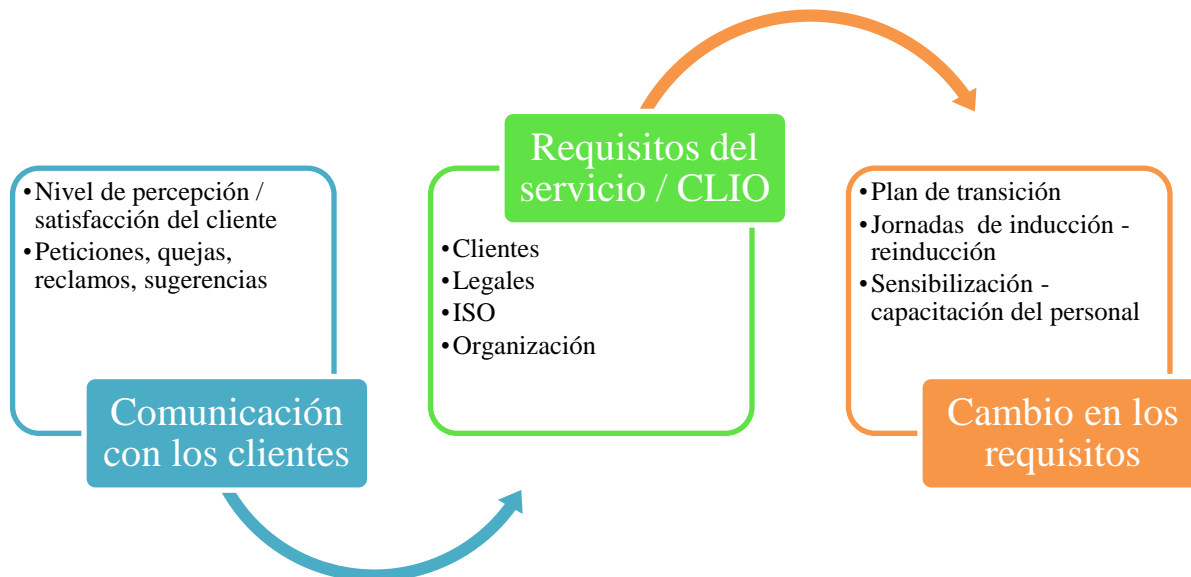 •Nivel de percepción /
satisfacción del cliente
•Peticiones, quejas,
reclamos, sugerencias
Comunicación
con los clientes
Requisitos del
servicio / CLIO
•Clientes
•Legales
•ISO
•Organización
•Plan de transición
•Jornadas de inducción -
reinducción
•Sensibilización -
capacitación del personal
Cambio en los
requisitos